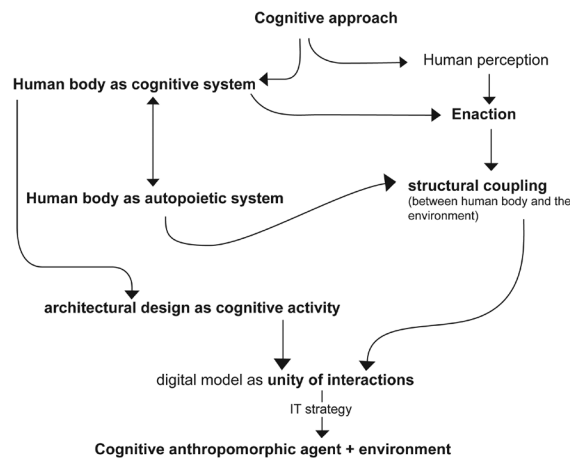 Cognitive approach
Human perception
Human body as cognitive system
Enaction
structural coupling
(between human body and the
environment)
Human body as autopoietic system
architectural design as cognitive activity
digital model as unity of interactions
IT strategy
Cognitive anthropomorphic agent + environment